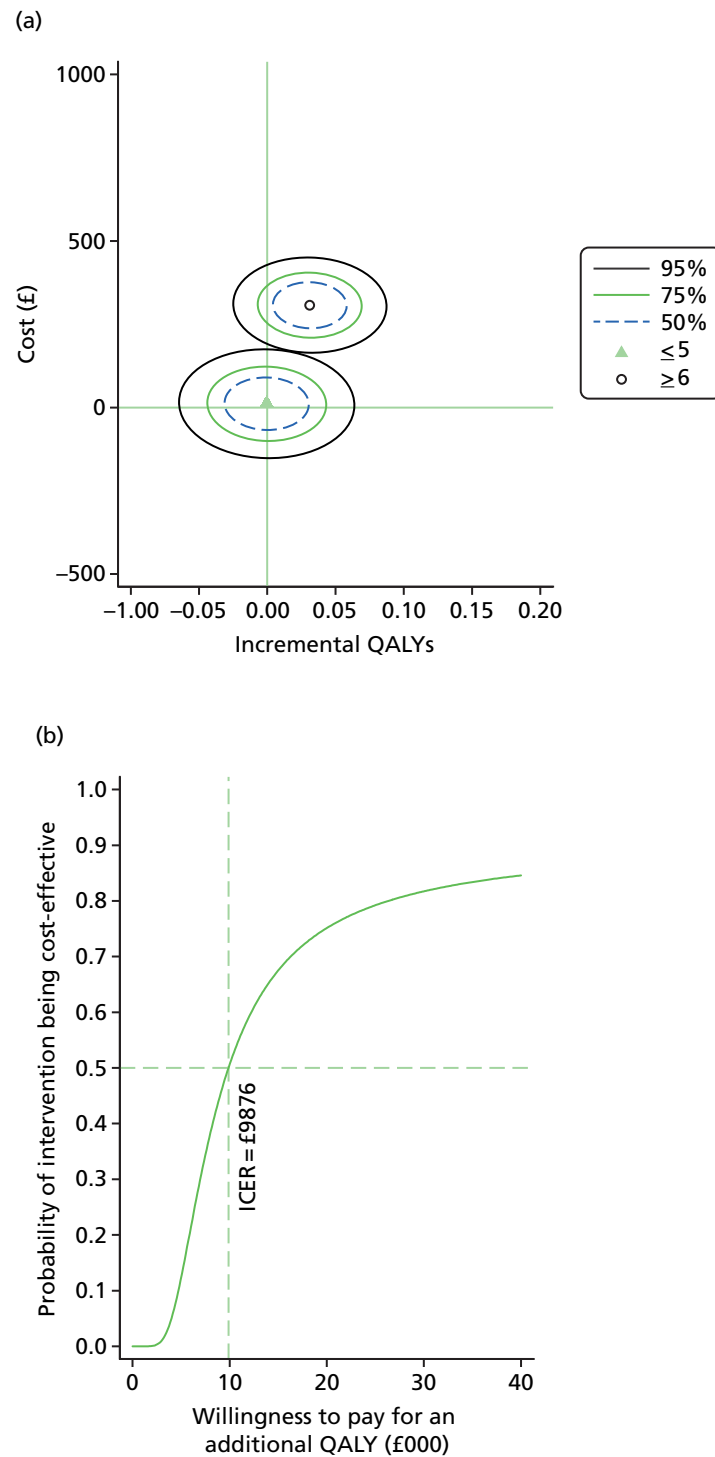 (a)
1000
500
0
–500
Cost (£)
–1.00 –0.05 0.00 0.05 0.10 0.15 0.20
Incremental QALYs
95%
75%
50%
≤5
≥6
(b)
1.0
0.9
0.8
0.7
0.6
0.5
0.4
0.3
0.2
0.1
0.0
Probability of intervention being cost-effective
ICER = £9876
0 10 20 30 40
Willingness to pay for an
additional QALY (£000)